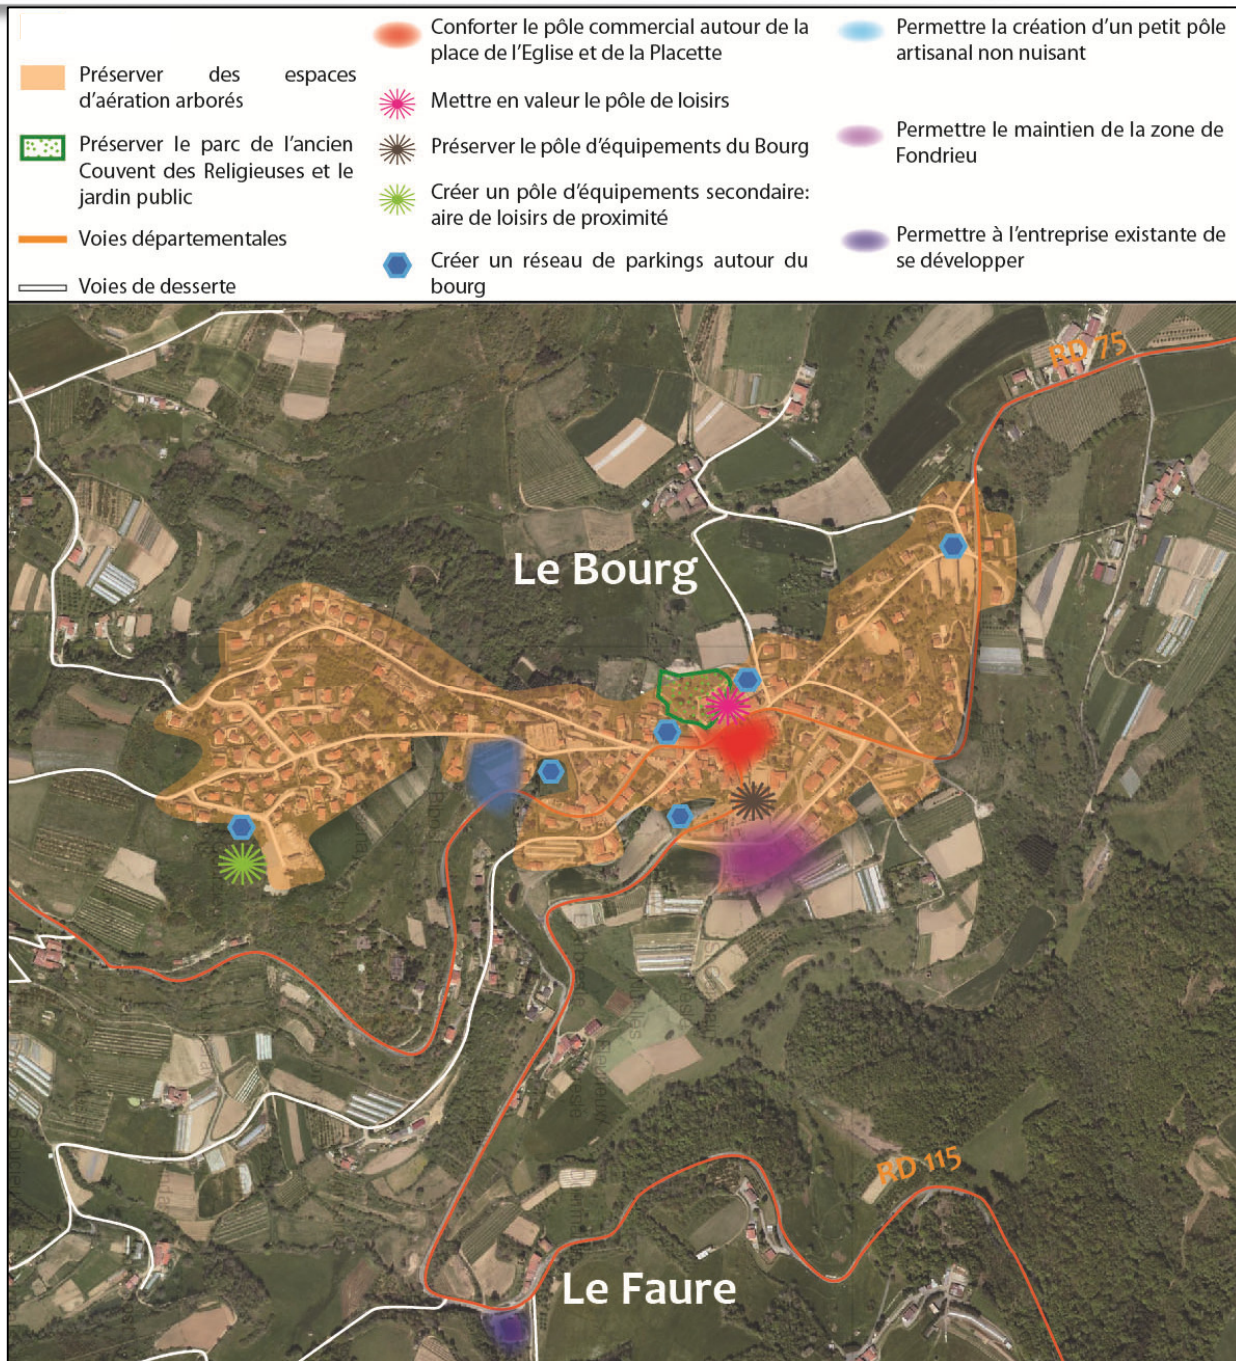 Préserver des espaces
d'aération arborés
Préserver le parc de l'ancien
Couvent des Religieuses et le
jardin public
Voies départementales
Voies de desserte
Conforter le pôle commercial autour de la
place de l'Eglise et de la Placette
Mettre en valeur le pôle de loisirs
Préserver le pôle d'équipements du Bourg
Créer un pôle d'équipements secondaire:
aire de loisirs de proximité
Créer un réseau de parkings autour du
bourg
Permettre la création d'un petit pôle
artisanal non nuisant
Permettre le maintien de la zone de
Fondrieu
Permettre à l'entreprise existante de
se développer
RD 75
Le Bourg
RD 115
Le Faure